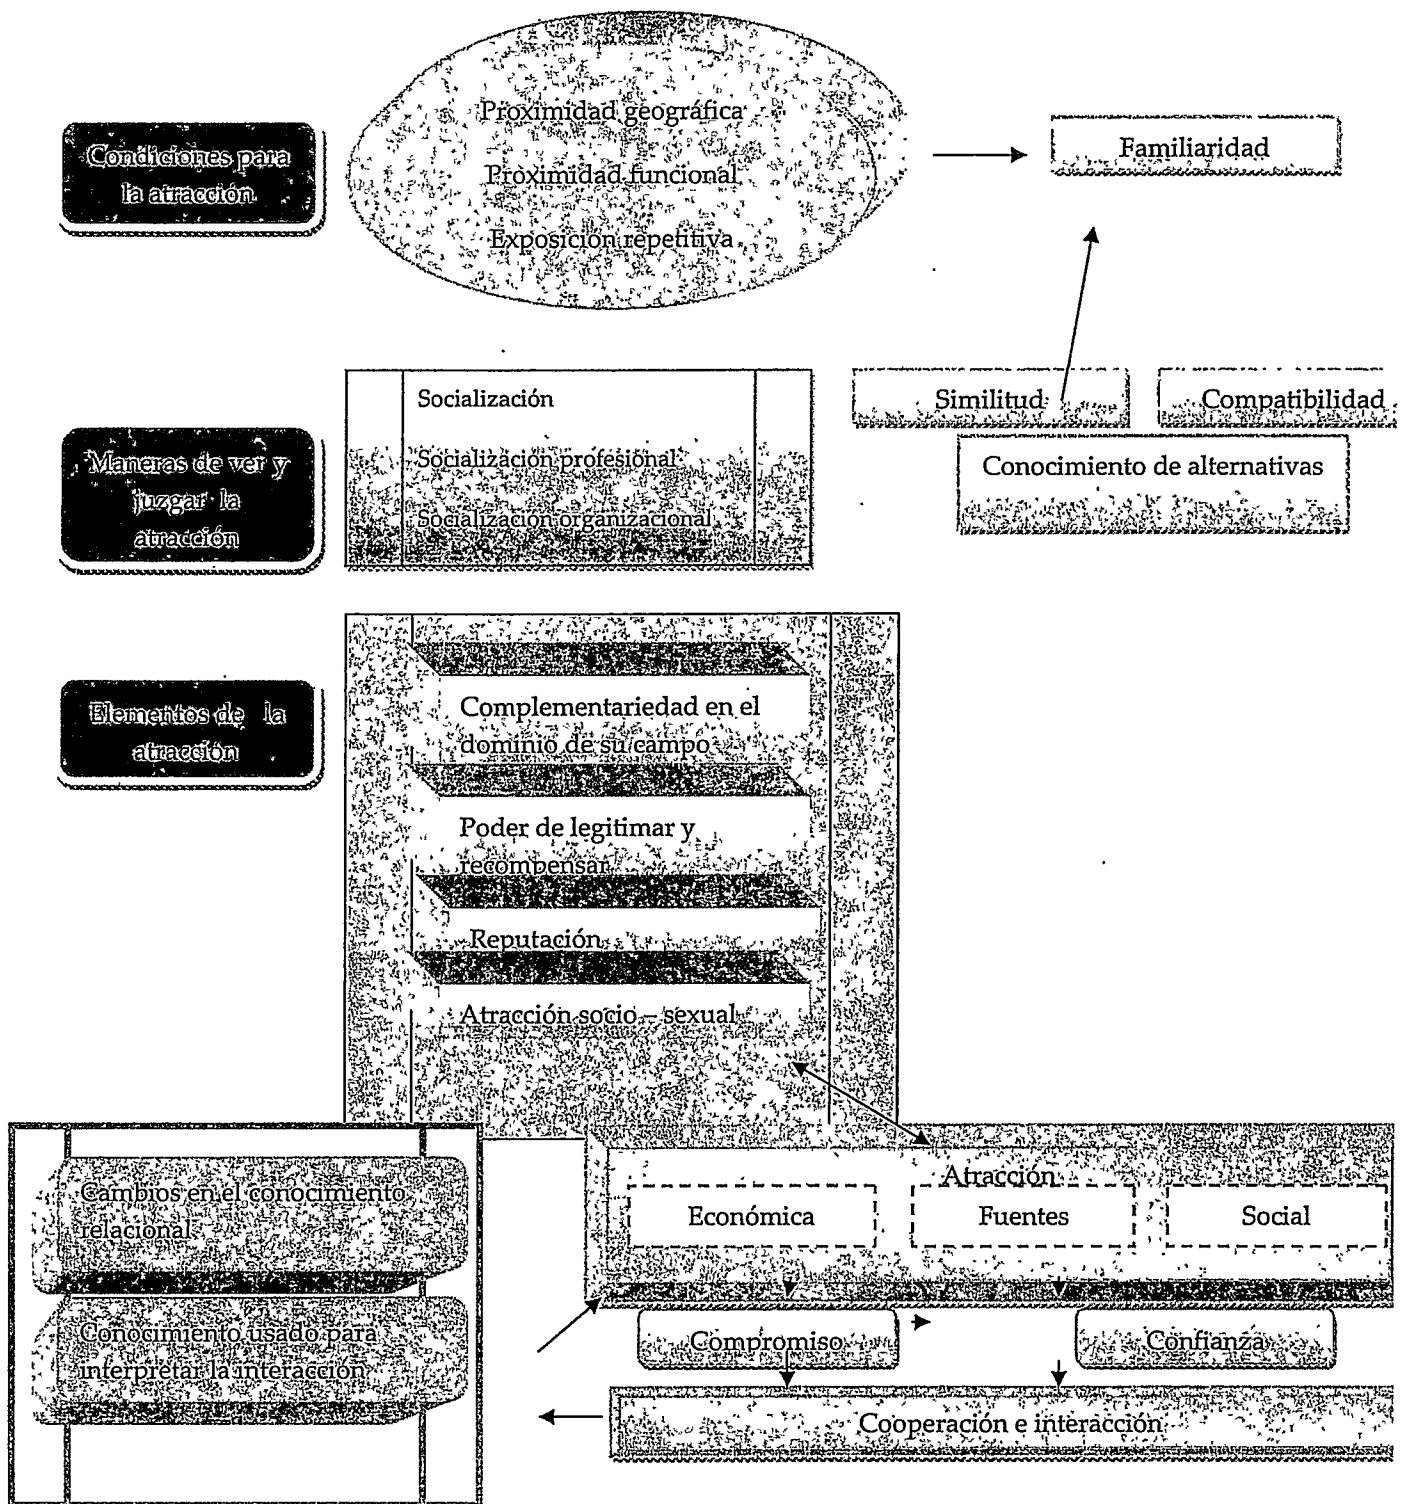 Condiciones para
la atracción
Proximidad geográfica
Proximidad funcional
Exposición repetitiva
Familiaridad
Maneras de ver y
juzgar la
atracción
Socialización
Socialización profesional
Socialización organizacional
Similitud
Compatibilidad
Conocimiento de alternativas
Elementos de la
atracción
Complementariedad en el
dominio de su campo
Poder de legitimar y
recompensar
Reputación
Atracción socio – sexual
Cambios en el conocimiento
relacional
Conocimiento usado para
interpretar la interacción
Atracción
Económica
Fuentes
Social
Compromiso
Confianza
Cooperación e interacción